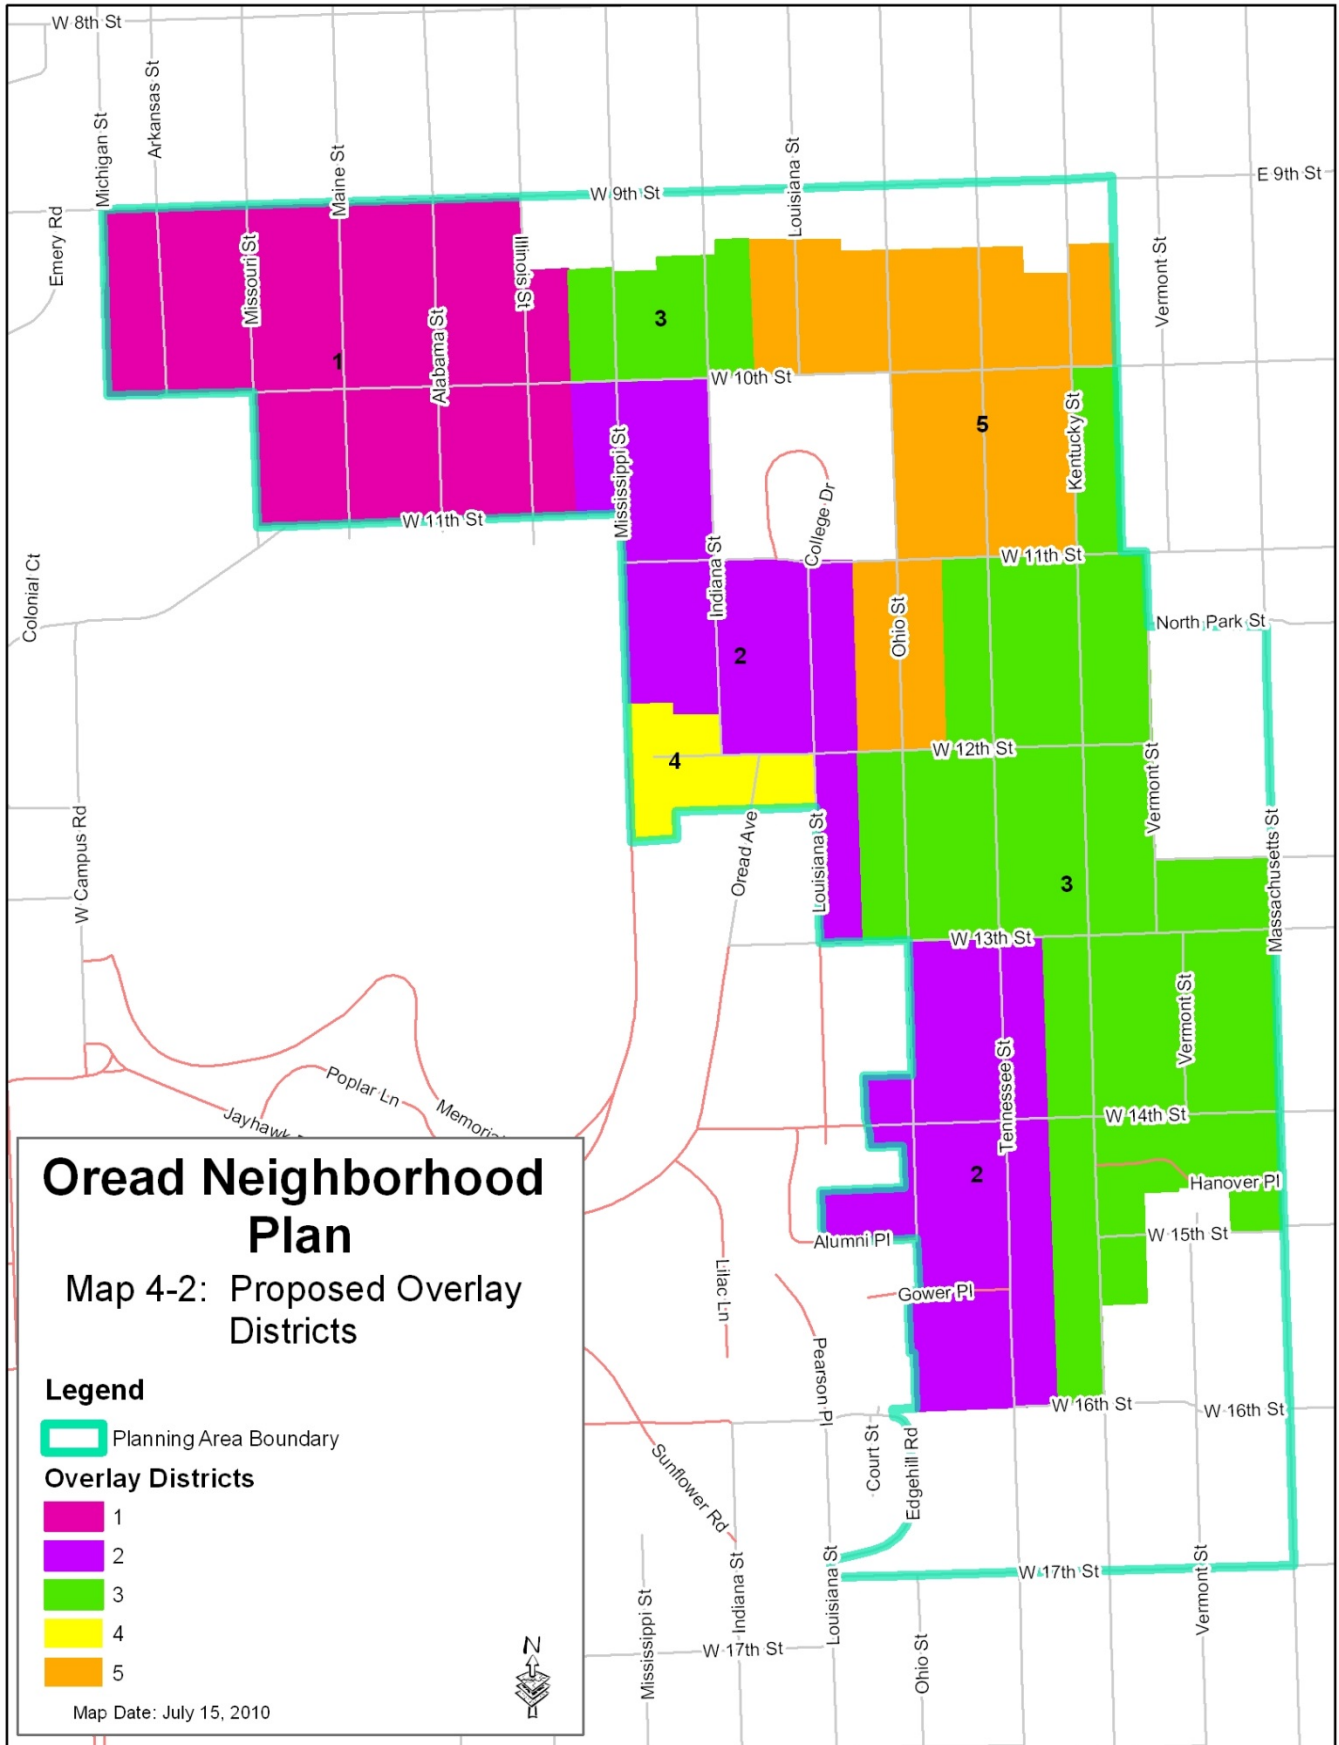 W 8th St
Michigan St
Arkansas St
Maine St
Louisiana St
W 9th St
E 9th St
Emery Rd
Missouri St
Illinois St
Vermont St
Alabama St
3
1
W 10th St
5
Kentucky St
Mississippi St
College Dr
W 11th St
W 11th St
Indiana St
Colonial Ct
Ohio St
North Park St
2
4
W 12th St
Vermont St
W Campus Rd
Oread Ave
Louisiana St
Massachusetts St
3
W 13th St
Vermont St
Tennessee St
Poplar Ln
Jayhawk
W 14th St
2
Hanover Pl
W 15th St
Alumni Pl
Lilac Ln
Gower Pl
Pearson Pl
W 16th St
W 16th St
Court St
Edgehill Rd
Sunflower Rd
Indiana St
Louisiana St
W 17th St
Vermont St
Mississippi St
W 17th St
Ohio St
Oread Neighborhood
Plan
Map 4-2: Proposed Overlay
Districts
Legend
Planning Area Boundary
Overlay Districts
1
2
3
4
5
N
Map Date: July 15, 2010